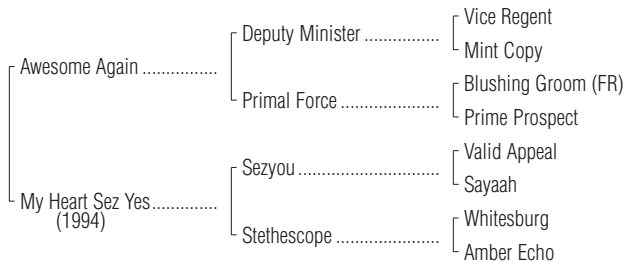 Vice Regent
Deputy Minister ................
Mint Copy
Awesome Again ................
Blushing Groom (FR)
Primal Force .....................
Prime Prospect
Valid Appeal
Sezyou .............................
Sayaah
My Heart Sez Yes..............
(1994)
Whitesburg
Stethescope ......................
Amber Echo